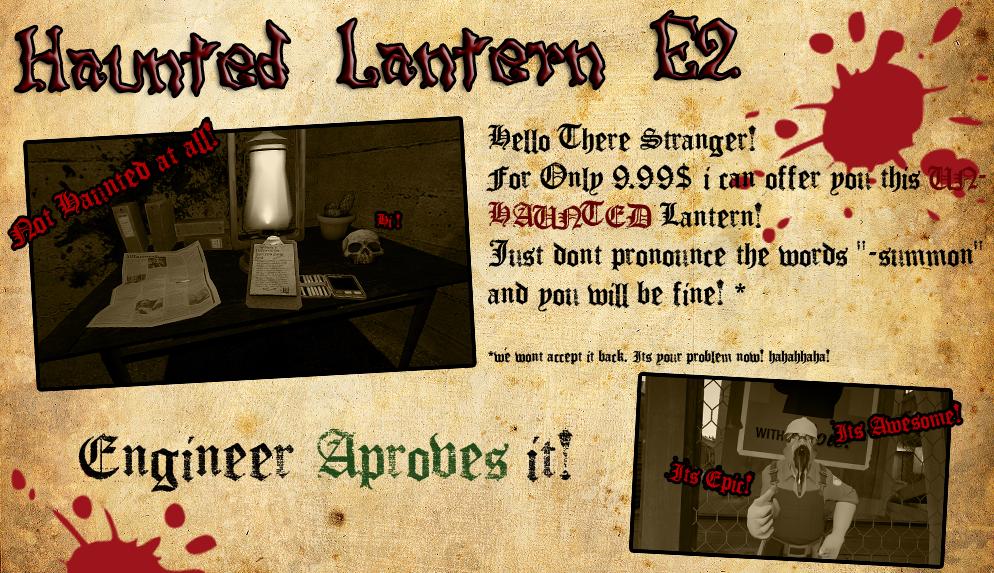 Haunted Lantern E2
Not Haunted at all!
Hi!
Hello There Stranger!
For Only 9.99$ i can offer you this UN-
HAUNTED Lantern!
Just dont pronounce the words "-summon"
and you will be fine! *
*we wont accept it back. Its your problem now! hahahhaha!
Engineer Aproves it!
WITH
Its Awesome!
Its Epic!